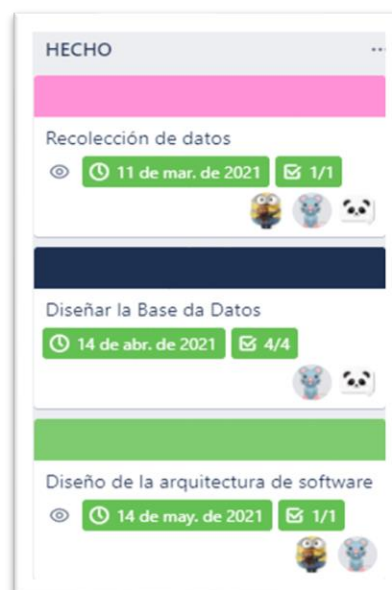 HECHO
Recolección de datos
11 de mar. de 2021 1/1
Diseñar la Base da Datos
14 de abr. de 2021 4/4
Diseño de la arquitectura de software
14 de may. de 2021 1/1